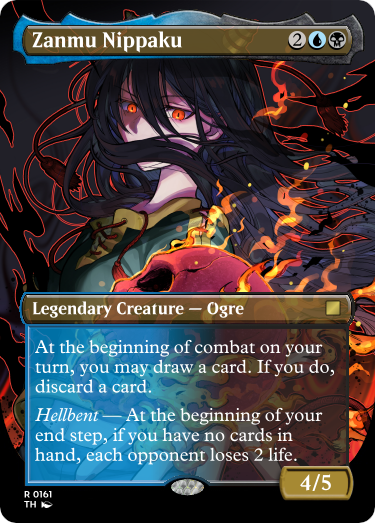 Zanmu Nippaku 2
Legendary Creature — Ogre
At the beginning of combat on your
turn, you may draw a card. If you do,
discard a card.
Hellbent — At the beginning of your
end step, if you have no cards in
hand, each opponent loses 2 life.
4/5
R 0161
TH